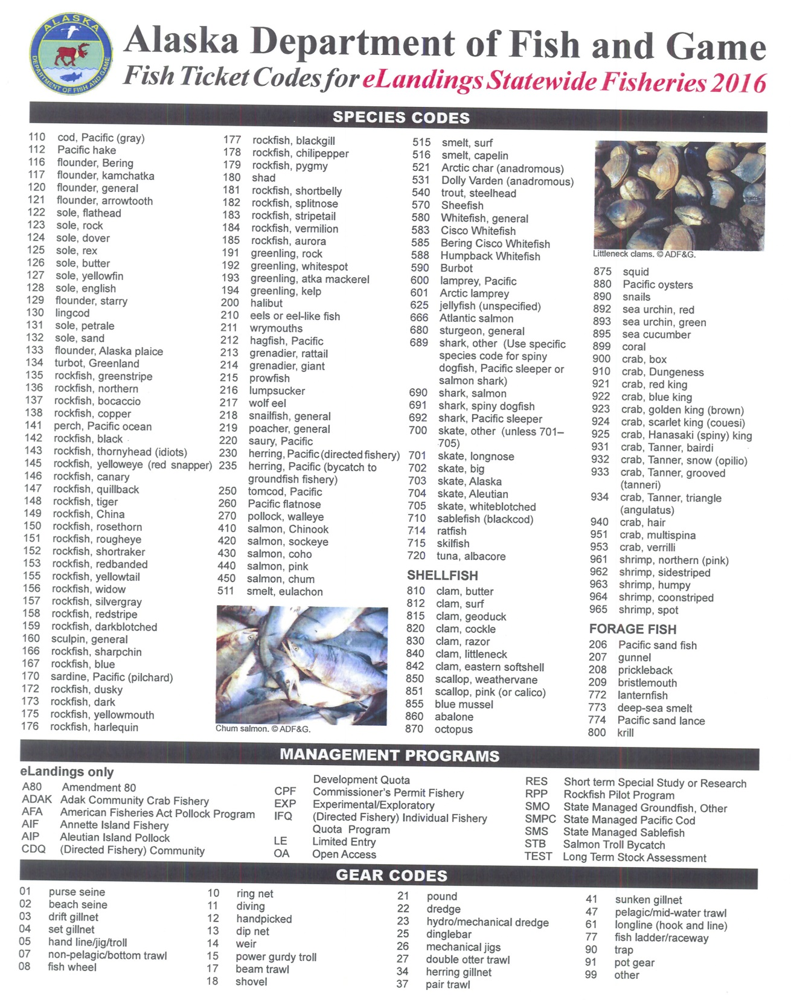 ALASKA
DEPARTMENT OF FISH AND GAME
Alaska Department of Fish and Game
Fish Ticket Codes for eLandings Statewide Fisheries 2016
SPECIES CODES
110 cod, Pacific (gray)
112 Pacific hake
116 flounder, Bering
117 flounder, kamchatka
120 flounder, general
121 flounder, arrowtooth
122 sole, flathead
123 sole, rock
124 sole, dover
125 sole, rex
126 sole, butter
127 sole, yellowfin
128 sole, english
129 flounder, starry
130 lingcod
131 sole, petrale
132 sole, sand
133 flounder, Alaska plaice
134 turbot, Greenland
135 rockfish, greenstripe
136 rockfish, northern
137 rockfish, bocaccio
138 rockfish, copper
141 perch, Pacific ocean
142 rockfish, black
143 rockfish, thornyhead (idiots)
145 rockfish, yelloweye (red snapper)
146 rockfish, canary
147 rockfish, quillback
148 rockfish, tiger
149 rockfish, China
150 rockfish, rosethorn
151 rockfish, rougheye
152 rockfish, shortraker
153 rockfish, redbanded
155 rockfish, yellowtail
156 rockfish, widow
157 rockfish, silvergray
158 rockfish, redstripe
159 rockfish, darkblotched
160 sculpin, general
166 rockfish, sharpchin
167 rockfish, blue
170 sardine, Pacific (pilchard)
172 rockfish, dusky
173 rockfish, dark
175 rockfish, yellowmouth
176 rockfish, harlequin
177 rockfish, blackgill
178 rockfish, chilipepper
179 rockfish, pygmy
180 shad
181 rockfish, shortbelly
182 rockfish, splitnose
183 rockfish, stripetail
184 rockfish, vermilion
185 rockfish, aurora
191 greenling, rock
192 greenling, whitespot
193 greenling, atka mackerel
194 greenling, kelp
200 halibut
210 eels or eel-like fish
211 wrymouths
212 hagfish, Pacific
213 grenadier, rattail
214 grenadier, giant
215 prowfish
216 lumpsucker
217 wolf eel
218 snailfish, general
219 poacher, general
220 saury, Pacific
230 herring, Pacific (directed fishery)
235 herring, Pacific (bycatch to
groundfish fishery)
250 tomcod, Pacific
260 Pacific flatnose
270 pollock, walleye
410 salmon, Chinook
420 salmon, sockeye
430 salmon, coho
440 salmon, pink
450 salmon, chum
511 smelt, eulachon
Chum salmon. © ADF&G.
515 smelt, surf
516 smelt, capelin
521 Arctic char (anadromous)
531 Dolly Varden (anadromous)
540 trout, steelhead
570 Sheefish
580 Whitefish, general
583 Cisco Whitefish
585 Bering Cisco Whitefish
588 Humpback Whitefish
590 Burbot
600 lamprey, Pacific
601 Arctic lamprey
625 jellyfish (unspecified)
666 Atlantic salmon
680 sturgeon, general
689 shark, other (Use specific
species code for spiny
dogfish, Pacific sleeper or
salmon shark)
690 shark, salmon
691 shark, spiny dogfish
692 shark, Pacific sleeper
700 skate, other (unless 701–
705)
701 skate, longnose
702 skate, big
703 skate, Alaska
704 skate, Aleutian
705 skate, whiteblotched
710 sablefish (blackcod)
714 ratfish
715 skilfish
720 tuna, albacore
SHELLFISH
810 clam, butter
812 clam, surf
815 clam, geoduck
820 clam, cockle
830 clam, razor
840 clam, littleneck
842 clam, eastern softshell
850 scallop, weathervane
851 scallop, pink (or calico)
855 blue mussel
860 abalone
870 octopus
Littleneck clams. © ADF&G.
875 squid
880 Pacific oysters
890 snails
892 sea urchin, red
893 sea urchin, green
895 sea cucumber
899 coral
900 crab, box
910 crab, Dungeness
921 crab, red king
922 crab, blue king
923 crab, golden king (brown)
924 crab, scarlet king (couesi)
925 crab, Hanasaki (spiny) king
931 crab, Tanner, bairdi
932 crab, Tanner, snow (opilio)
933 crab, Tanner, grooved
(tanneri)
934 crab, Tanner, triangle
(angulatus)
940 crab, hair
951 crab, multispina
953 crab, verrilli
961 shrimp, northern (pink)
962 shrimp, sidestriped
963 shrimp, humpy
964 shrimp, coonstriped
965 shrimp, spot
FORAGE FISH
206 Pacific sand fish
207 gunnel
208 prickleback
209 bristlemouth
772 lanternfish
773 deep-sea smelt
774 Pacific sand lance
800 krill
MANAGEMENT PROGRAMS
eLandings only
A80 Amendment 80
ADAK Adak Community Crab Fishery
AFA American Fisheries Act Pollock Program
AIF Annette Island Fishery
AIP Aleutian Island Pollock
CDQ (Directed Fishery) Community
Development Quota
CPF Commissioner's Permit Fishery
EXP Experimental/Exploratory
IFQ (Directed Fishery) Individual Fishery
Quota Program
LE Limited Entry
OA Open Access
RES Short term Special Study or Research
RPP Rockfish Pilot Program
SMO State Managed Groundfish, Other
SMPC State Managed Pacific Cod
SMS State Managed Sablefish
STB Salmon Troll Bycatch
TEST Long Term Stock Assessment
GEAR CODES
01 purse seine
02 beach seine
03 drift gillnet
04 set gillnet
05 hand line/jig/troll
07 non-pelagic/bottom trawl
08 fish wheel
10 ring net
11 diving
12 handpicked
13 dip net
14 weir
15 power gurdy troll
17 beam trawl
18 shovel
21 pound
22 dredge
23 hydro/mechanical dredge
25 dinglebar
26 mechanical jigs
27 double otter trawl
34 herring gillnet
37 pair trawl
41 sunken gillnet
47 pelagic/mid-water trawl
61 longline (hook and line)
77 fish ladder/raceway
90 trap
91 pot gear
99 other